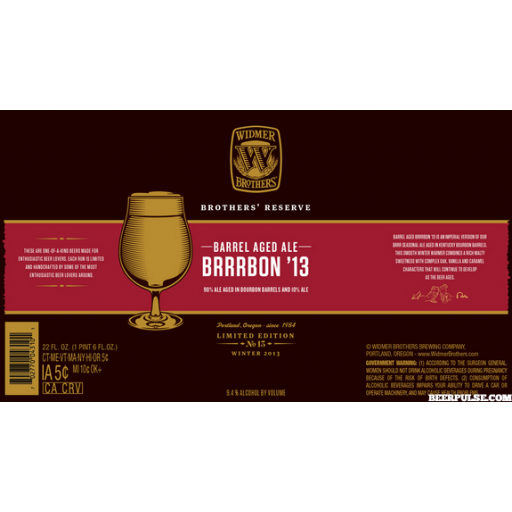 WIDMER
W
BROTHERS'
BROTHERS' RESERVE
THESE ARE ONE-OF-A-KIND BEERS MADE FOR
ENTHUSIASTIC BEER LOVERS. EACH RUN IS LIMITED
AND HANDCRAFTED BY SOME OF THE MOST
ENTHUSIASTIC BEER LOVERS AROUND.
BARREL AGED ALE
BRRRBON '13
90% ALE AGED IN BOURBON BARRELS AND 10% ALE
BARREL AGED BRRRBON '13 IS AN IMPERIAL VERSION OF OUR
BRRR SEASONAL ALE AGED IN KENTUCKY BOURBON BARRELS.
THIS SMOOTH WINTER WARMER COMBINES A RICH MALTY
SWEETNESS WITH COMPLEX OAK, VANILLA AND CARAMEL
CHARACTERS THAT WILL CONTINUE TO DEVELOP
AS THE BEER AGES.
Portland, Oregon - since 1984
LIMITED EDITION
No 15
WINTER 2013
9.4% ALCOHOL BY VOLUME
22 FL. OZ. (1 PINT 6 FL.OZ.)
CT-ME-VT-MA-NY-HI-OR 5¢
IA 5¢ MI 10¢ OK+
CA CRV
© WIDMER BROTHERS BREWING COMPANY,
PORTLAND, OREGON - www.WidmerBrothers.com
GOVERNMENT WARNING: (1) ACCORDING TO THE SURGEON GENERAL,
WOMEN SHOULD NOT DRINK ALCOHOLIC BEVERAGES DURING PREGNANCY
BECAUSE OF THE RISK OF BIRTH DEFECTS. (2) CONSUMPTION OF
ALCOHOLIC BEVERAGES IMPAIRS YOUR ABILITY TO DRIVE A CAR OR
OPERATE MACHINERY, AND MAY CAUSE HEALTH PROBLEMS.
BEERPULSE.COM